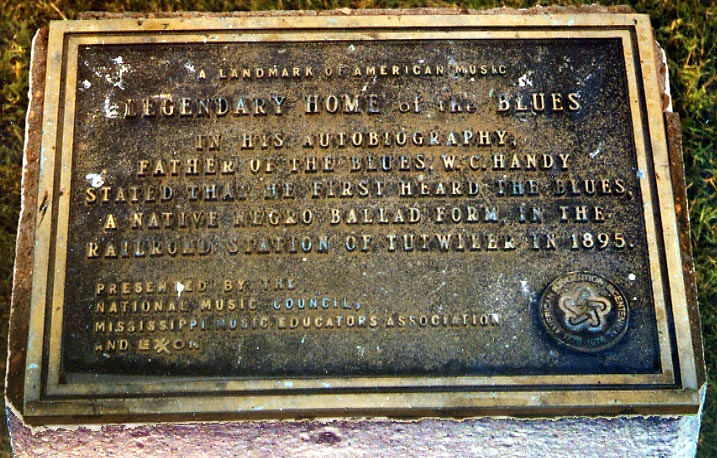 A LANDMARK OF AMERICAN MUSIC
LEGENDARY HOME of the BLUES
IN HIS AUTOBIOGRAPHY,
FATHER OF THE BLUES, W.C. HANDY
STATED THAT HE FIRST HEARD THE BLUES,
A NATIVE NEGRO BALLAD FORM, IN THE
RAILROAD STATION OF TUTWILER IN 1895.
PRESENTED BY THE
NATIONAL MUSIC COUNCIL,
MISSISSIPPI MUSIC EDUCATORS ASSOCIATION
AND EXXON